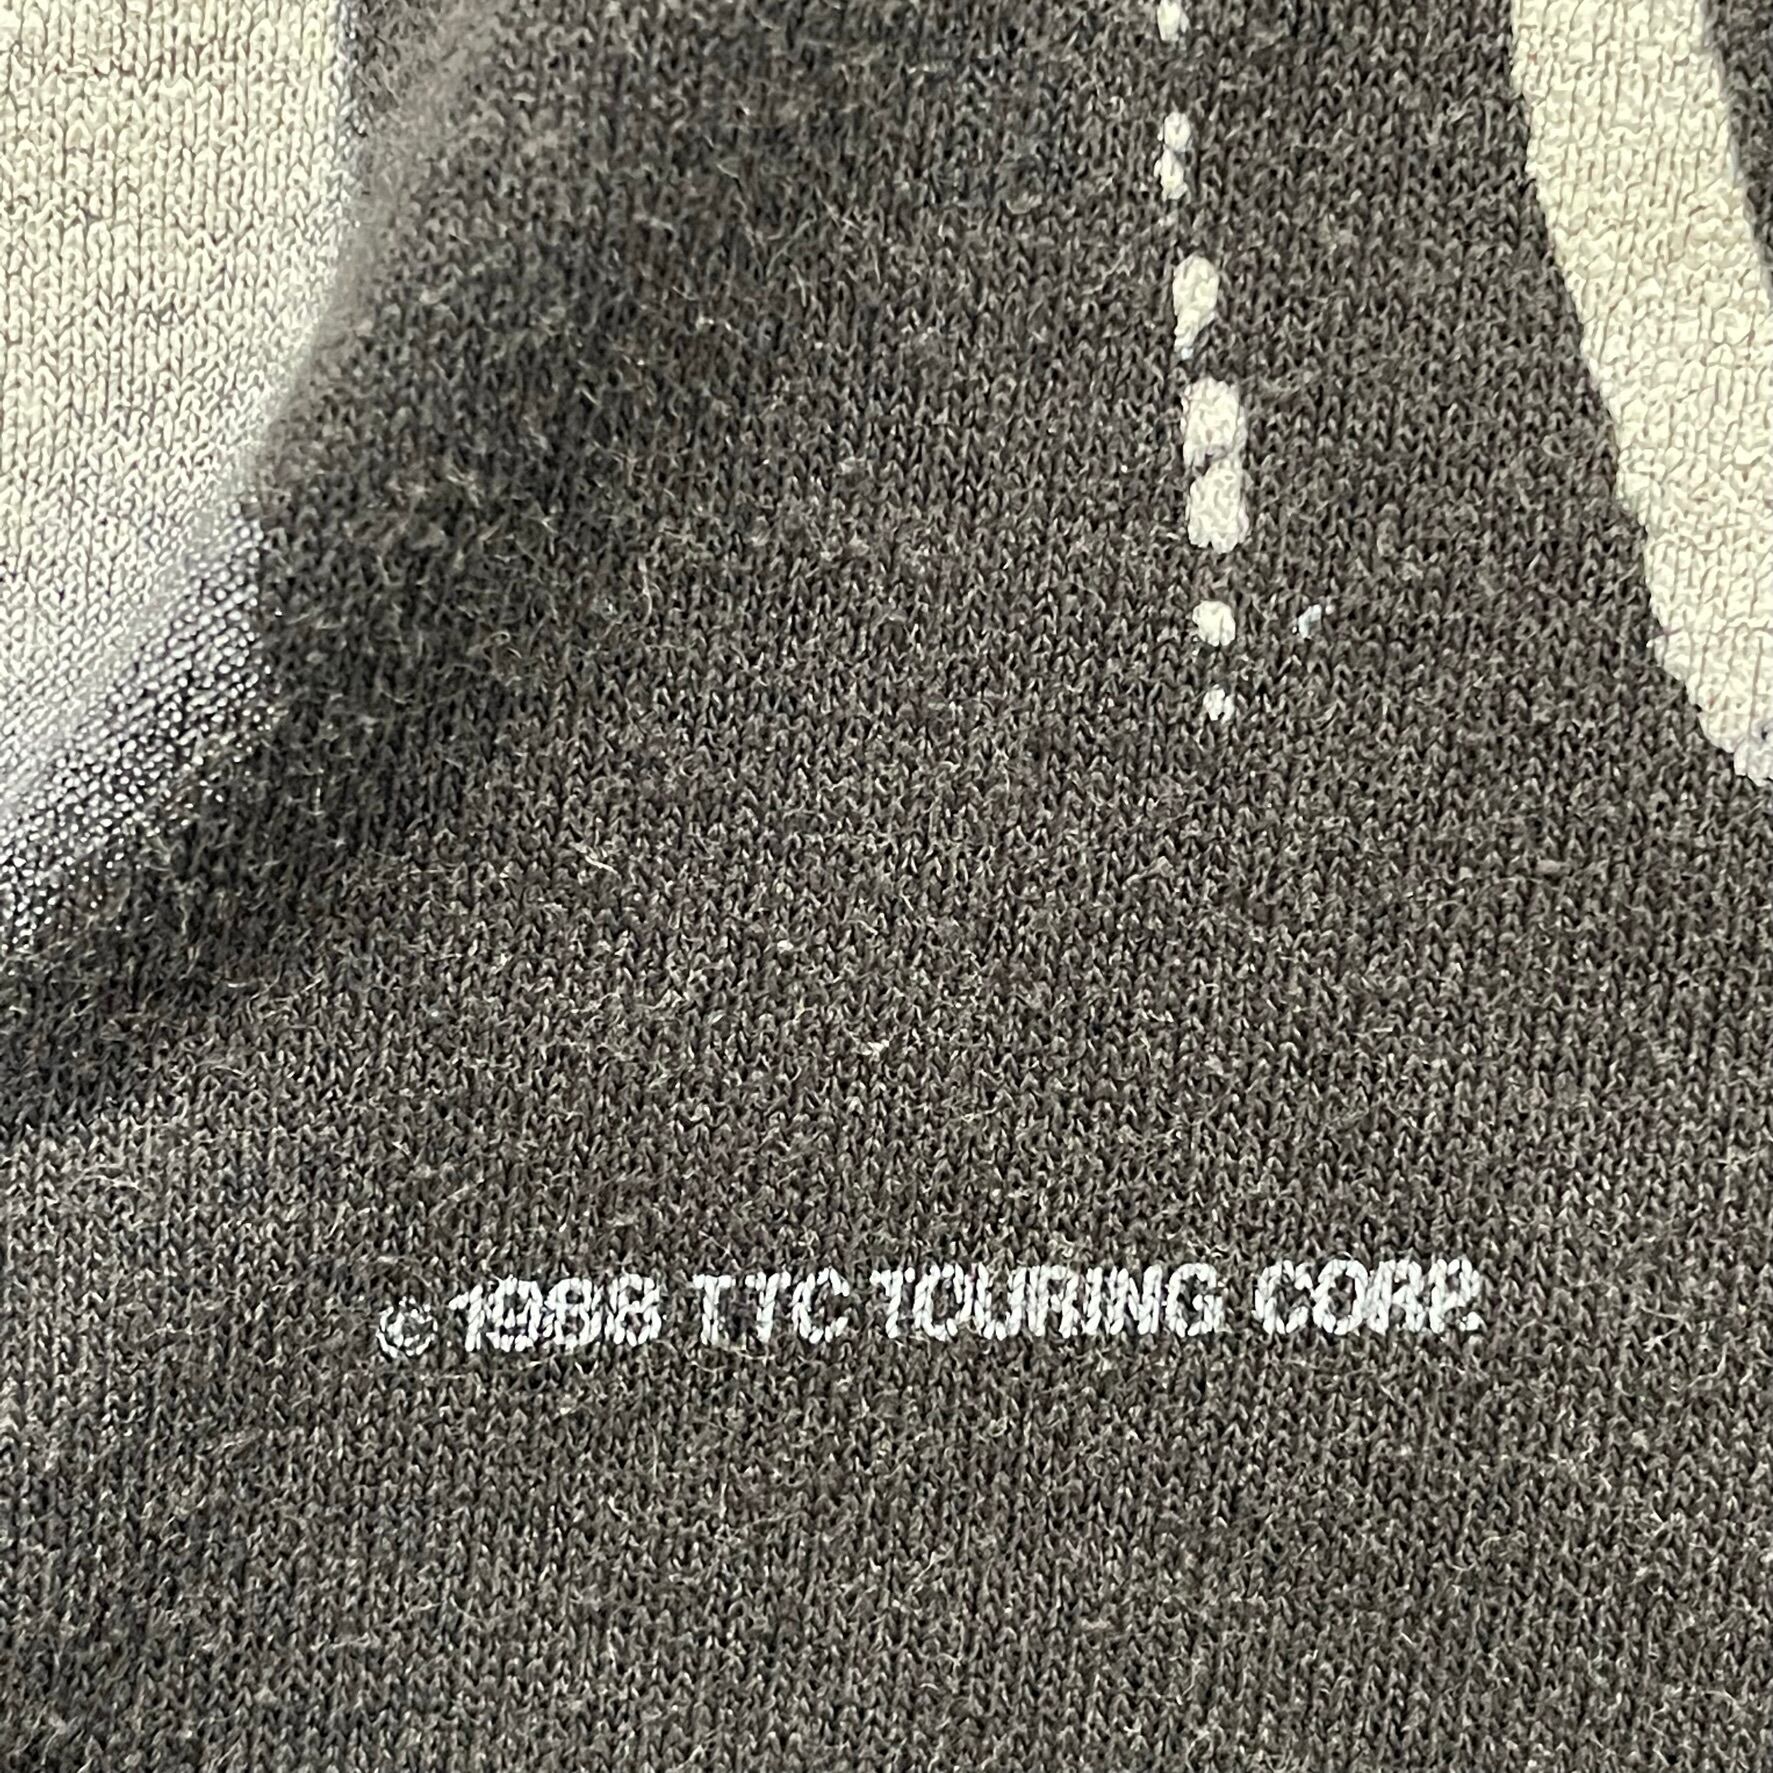 © 1988 TTC TOURING CORP.